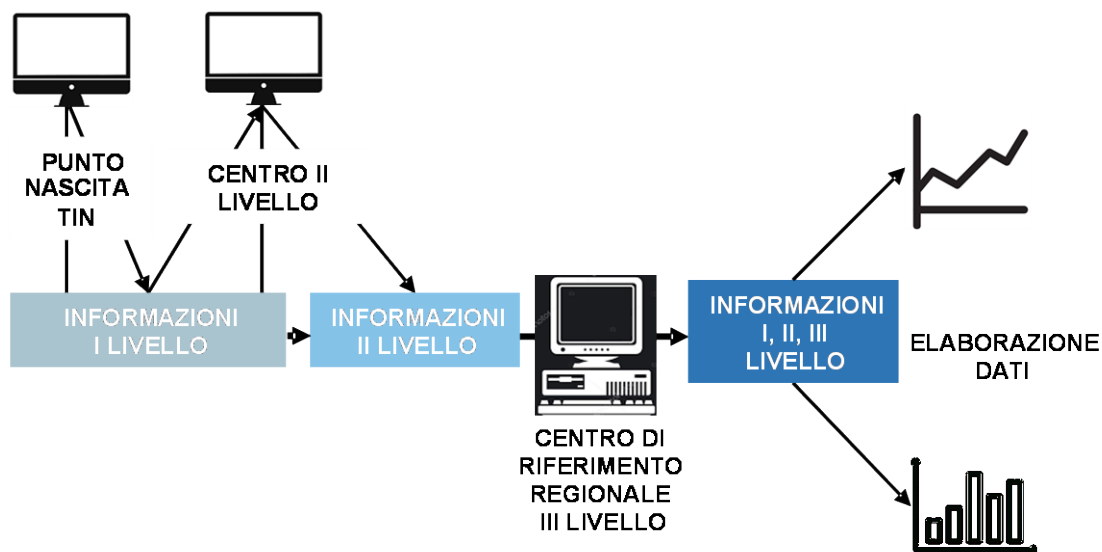 PUNTO
NASCITA
TIN
CENTRO II
LIVELLO
INFORMAZIONI
I LIVELLO
INFORMAZIONI
II LIVELLO
CENTRO DI
RIFERIMENTO
REGIONALE
III LIVELLO
INFORMAZIONI
I, II, III
LIVELLO
ELABORAZIONE
DATI